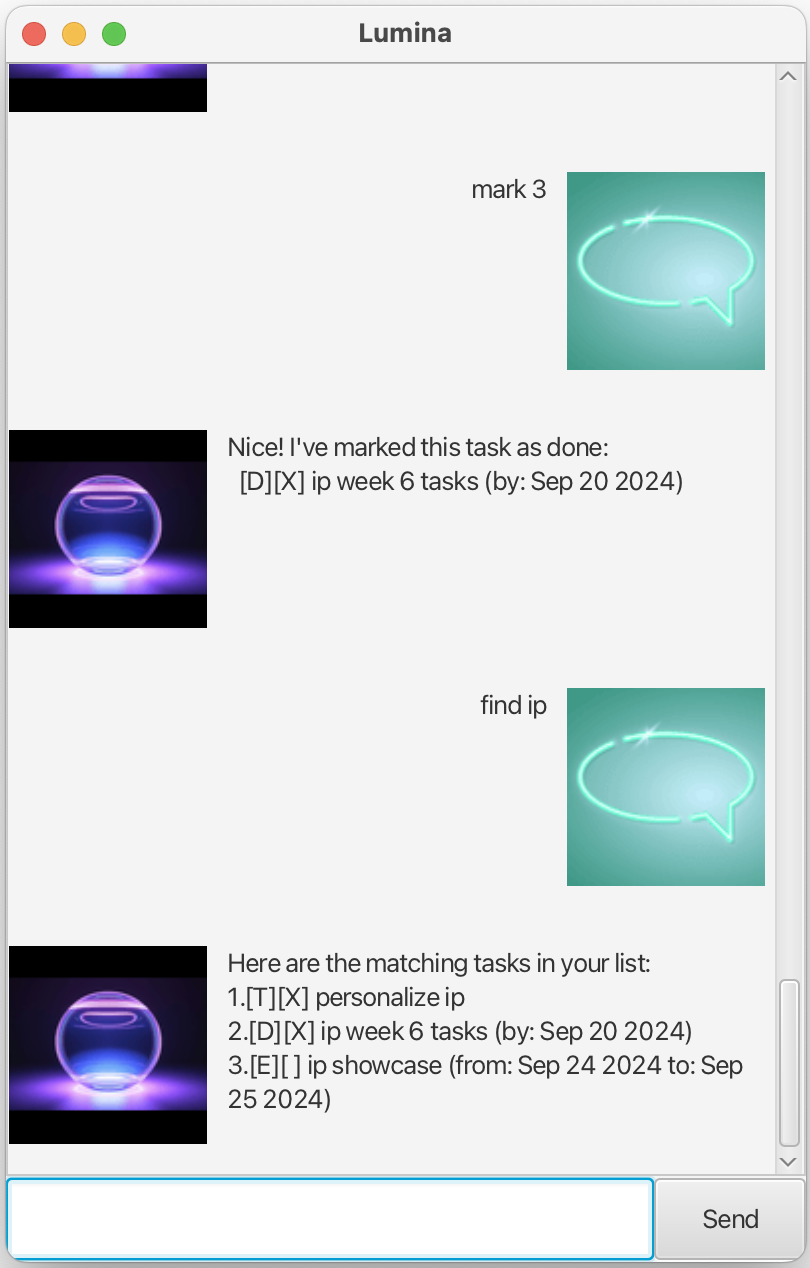 Lumina
mark 3
Nice! I've marked this task as done:
[D][X] ip week 6 tasks (by: Sep 20 2024)
find ip
Here are the matching tasks in your list:
1.[T][X] personalize ip
2.[D][X] ip week 6 tasks (by: Sep 20 2024)
3.[E][ ] ip showcase (from: Sep 24 2024 to: Sep
25 2024)
Send